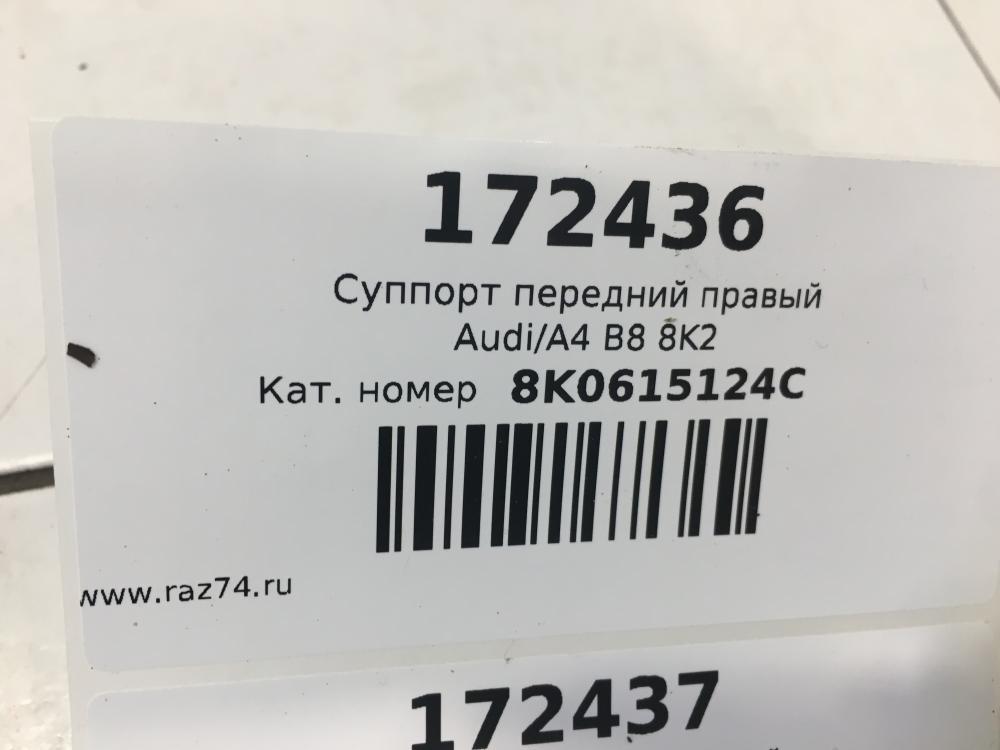 172436
Суппорт передний правый
Audi/A4 B8 8K2
Кат. номер 8K0615124C
www.raz74.ru
172437